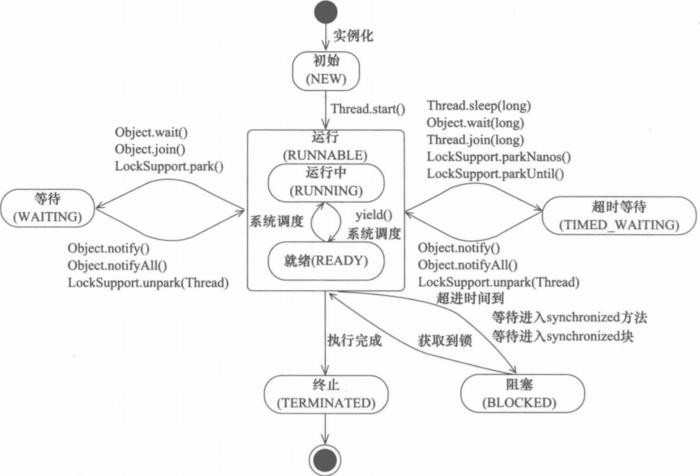 实例化
初始
(NEW)
Thread.start()
Object.wait()
Object.join()
LockSupport.park()
Thread.sleep(long)
Object.wait(long)
Thread.join(long)
LockSupport.parkNanos()
LockSupport.parkUntil()
运行
(RUNNABLE)
运行中
(RUNNING)
系统调度
yield()
系统调度
就绪(READY)
等待
(WAITING)
超时等待
(TIMED_WAITING)
Object.notify()
Object.notifyAll()
LockSupport.unpark(Thread)
Object.notify()
Object.notifyAll()
LockSupport.unpark(Thread)
超进时间到
等待进入synchronized方法
等待进入synchronized块
获取到锁
执行完成
终止
(TERMINATED)
阻塞
(BLOCKED)